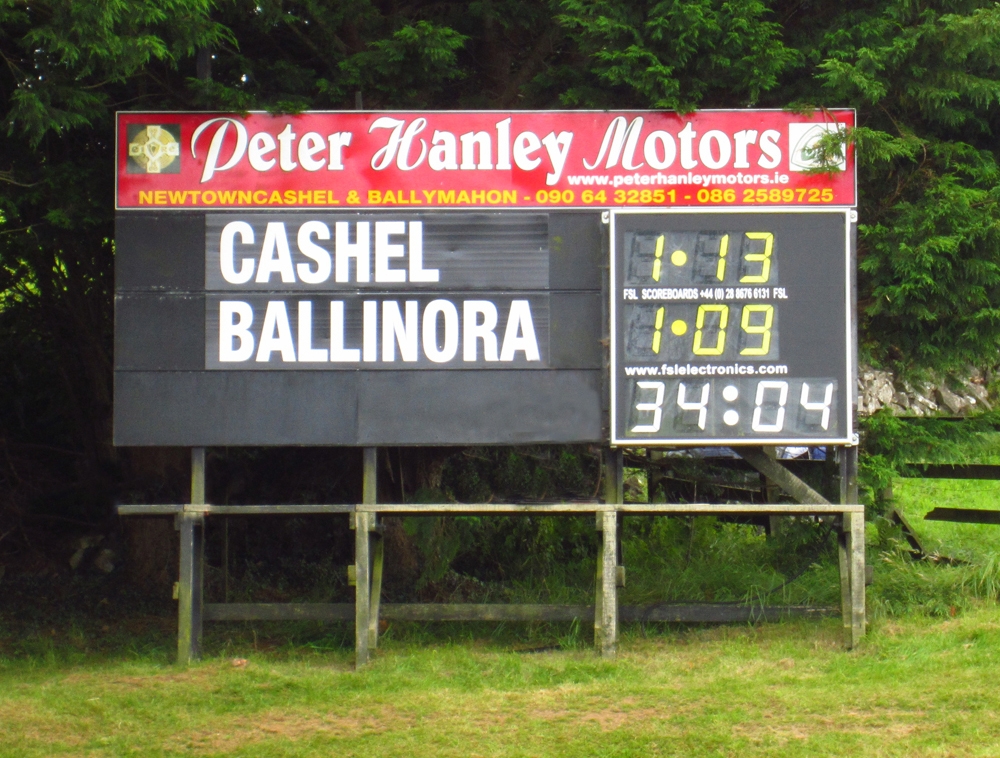 Peter Hanley Motors
www.peterhanleymotors.ie
NEWTOWNCASHEL & BALLYMAHON - 090 64 32851 - 086 2589725
CASHEL 1·13
FSL SCOREBOARDS +44 (0) 28 8676 6131 FSL
BALLINORA 1·09
www.fslelectronics.com
34:04